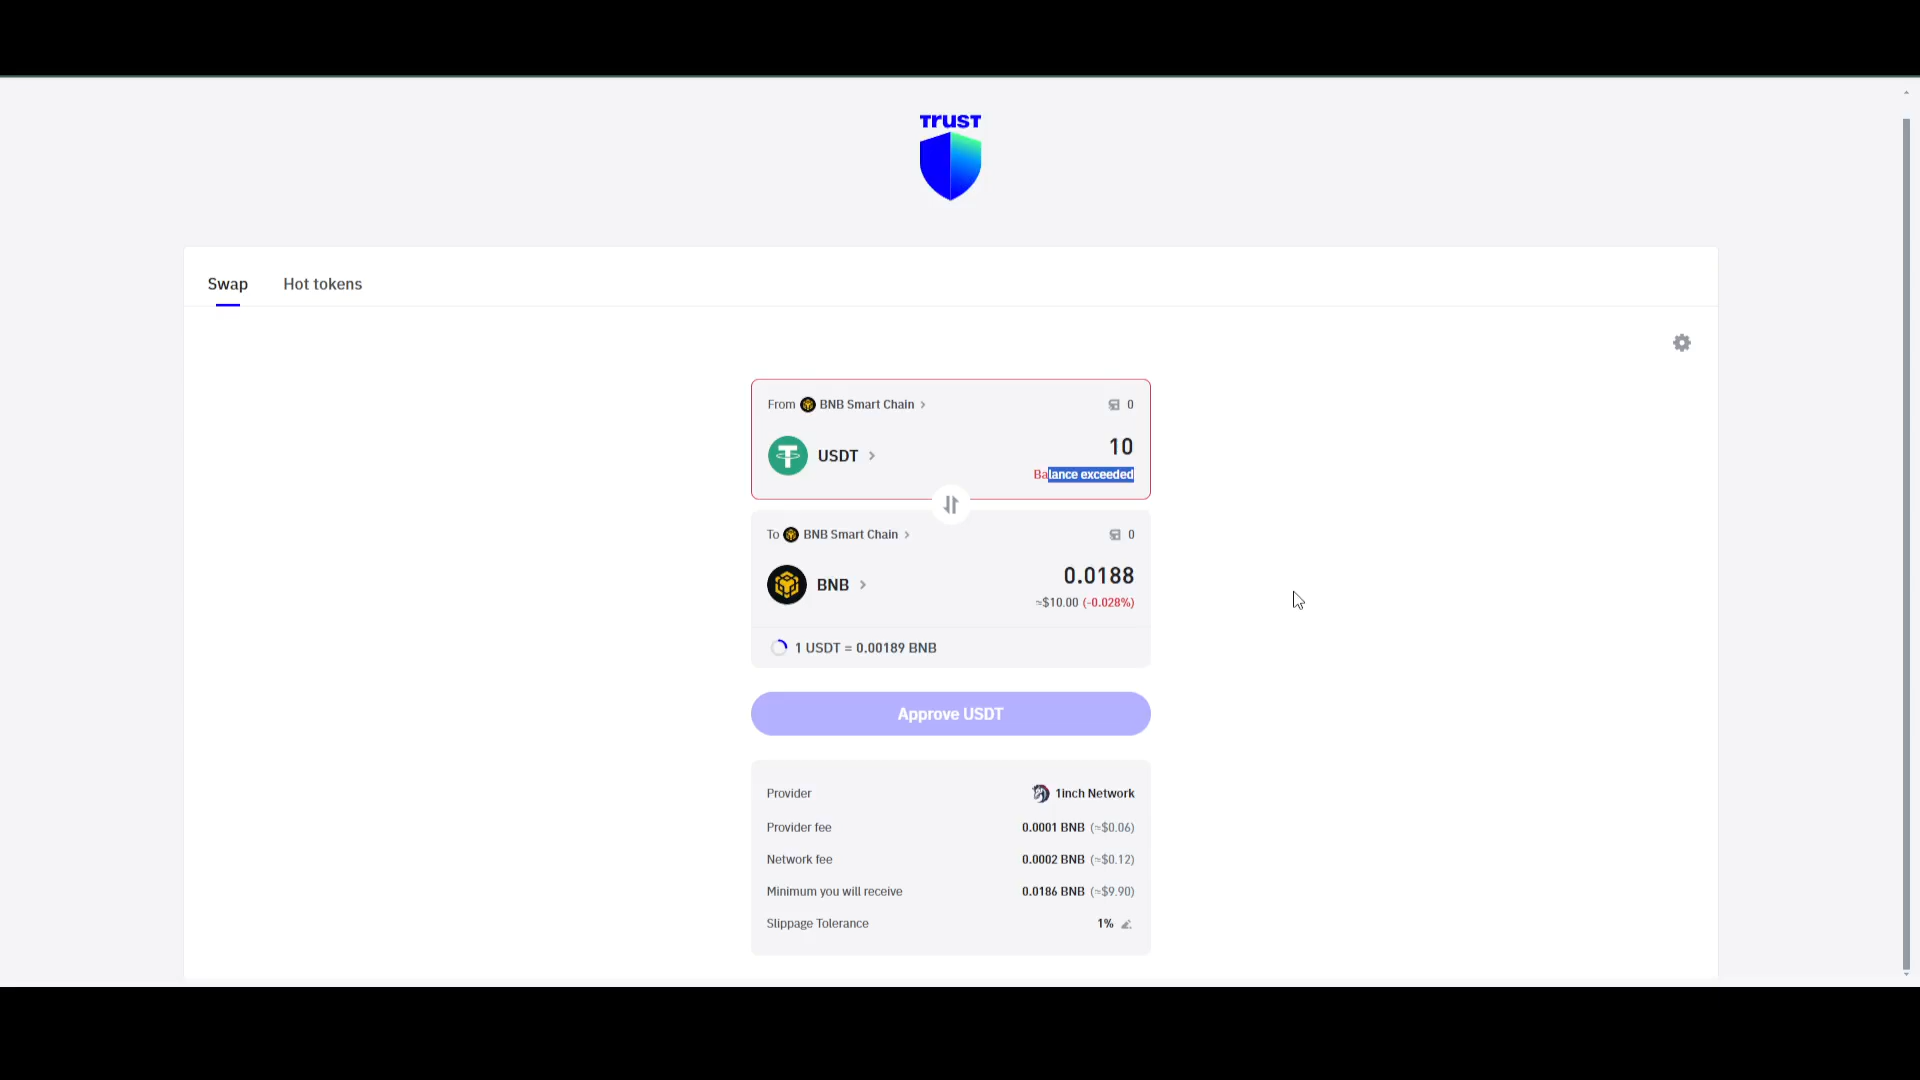 TRUST
Swap Hot tokens
From BNB Smart Chain 0
USDT 10
Balance exceeded
To BNB Smart Chain 0
BNB 0.0188
≈$10.00 (-0.028%)
1 USDT = 0.00189 BNB
Approve USDT
Provider 1inch Network
Provider fee 0.0001 BNB (≈$0.06)
Network fee 0.0002 BNB (≈$0.12)
Minimum you will receive 0.0186 BNB (≈$9.90)
Slippage Tolerance 1%